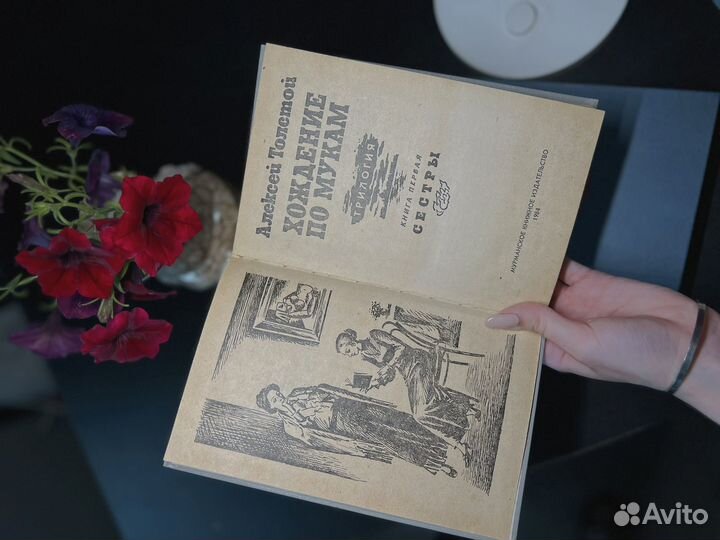 Алексей Толстой
ХОЖДЕНИЕ
ПО МУКАМ
ТРИЛОГИЯ
КНИГА ПЕРВАЯ
СЕСТРЫ
МУРМАНСКОЕ КНИЖНОЕ ИЗДАТЕЛЬСТВО
1984
Avito